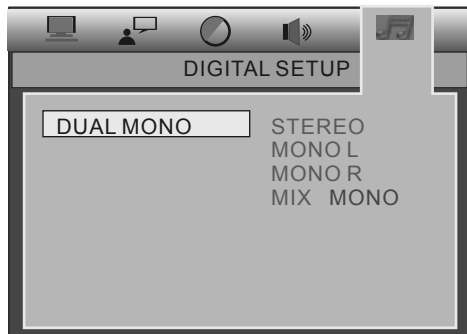 DIGITAL SETUP
DUAL MONO
STEREO
MONO L
MONO R
MIX MONO